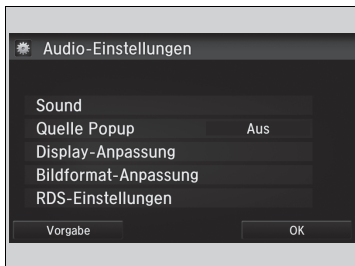 Audio-Einstellungen
Sound
Quelle Popup Aus
Display-Anpassung
Bildformat-Anpassung
RDS-Einstellungen
Vorgabe OK